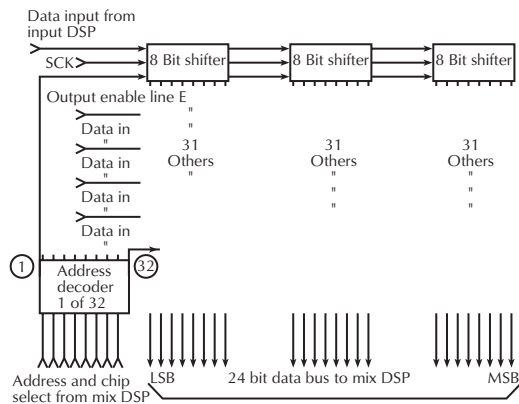 Data input from
input DSP
SCK
8 Bit shifter
8 Bit shifter
8 Bit shifter
Output enable line E
"
"
Data in
"
31
Others
"
31
Others
"
"
"
31
Others
"
"
"
Data in
"
Data in
"
Data in
"
1
32
Address
decoder
1 of 32
Address and chip
select from mix DSP
LSB
24 bit data bus to mix DSP
MSB